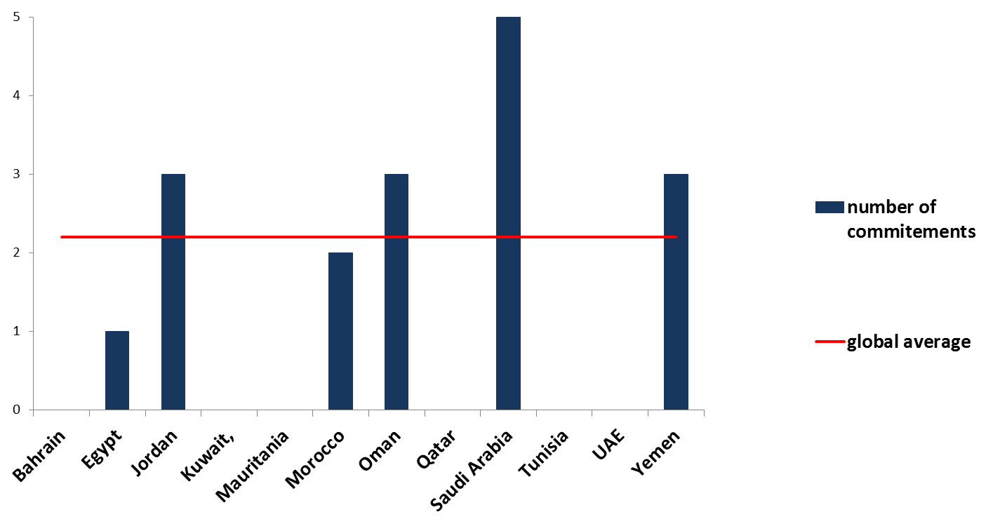 5
4
3
2
1
0
Bahrain
Egypt
Jordan
Kuwait,
Mauritania
Morocco
Oman
Qatar
Saudi Arabia
Tunisia
UAE
Yemen
number of
commitements
global average